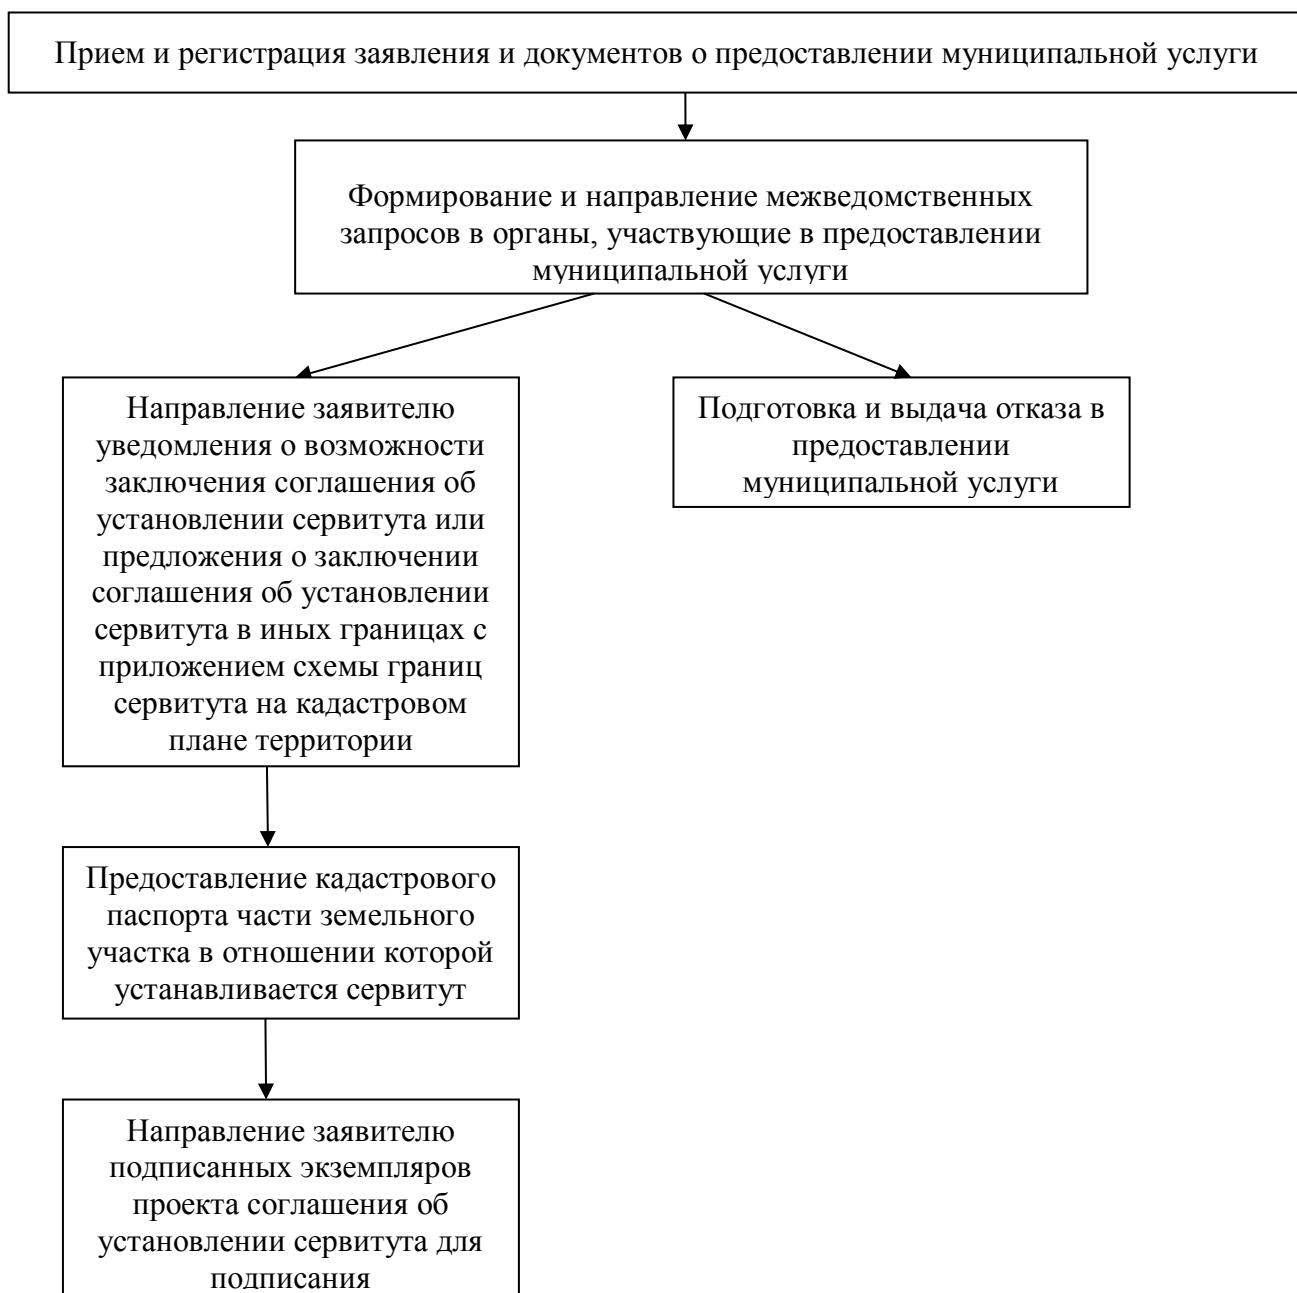 Прием и регистрация заявления и документов о предоставлении муниципальной услуги
Формирование и направление межведомственных
запросов в органы, участвующие в предоставлении
муниципальной услуги
Направление заявителю
уведомления о возможности
заключения соглашения об
установлении сервитута или
предложения о заключении
соглашения об установлении
сервитута в иных границах с
приложением схемы границ
сервитута на кадастровом
плане территории
Подготовка и выдача отказа в
предоставлении
муниципальной услуги
Предоставление кадастрового
паспорта части земельного
участка в отношении которой
устанавливается сервитут
Направление заявителю
подписанных экземпляров
проекта соглашения об
установлении сервитута для
подписания